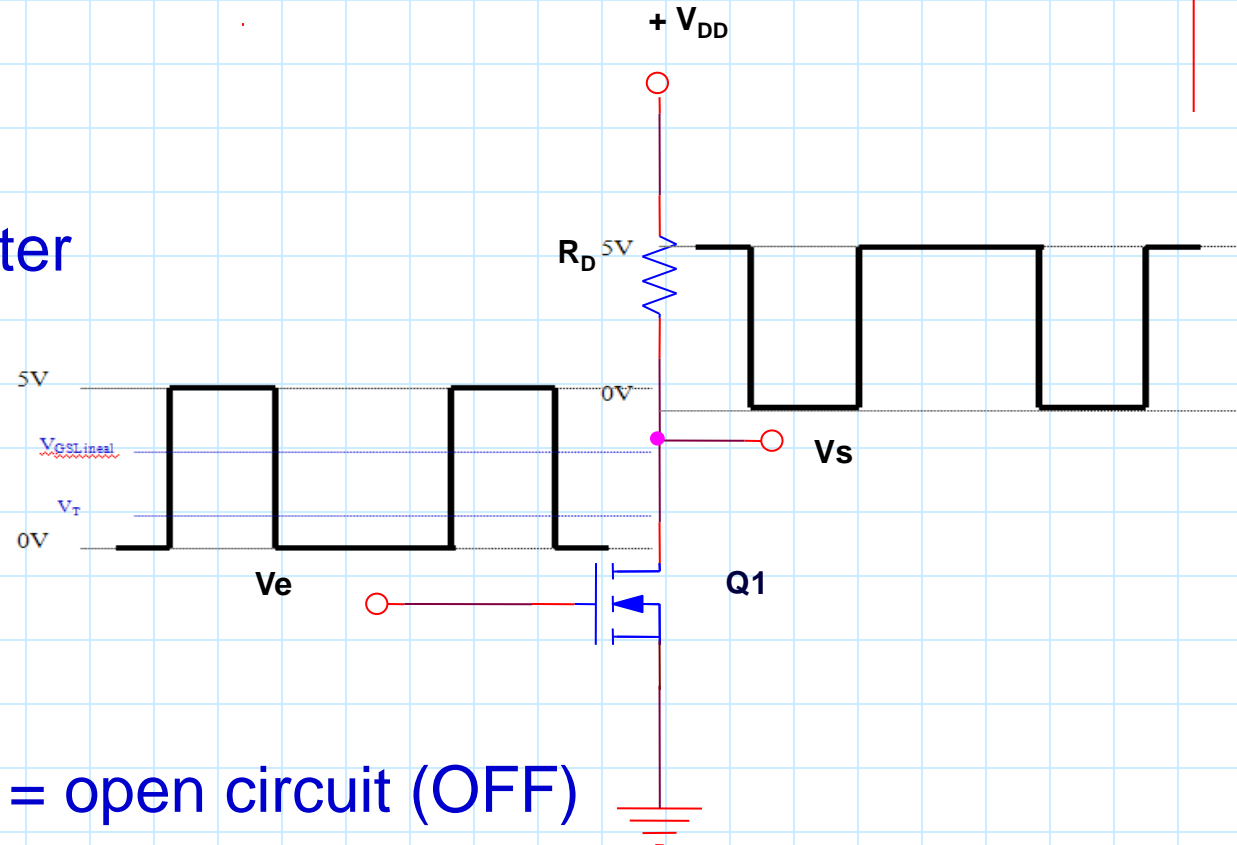 + VDD
ter
RD
5V
5V
0V
VGSLineal
Vs
VT
0V
Ve
Q1
= open circuit (OFF)